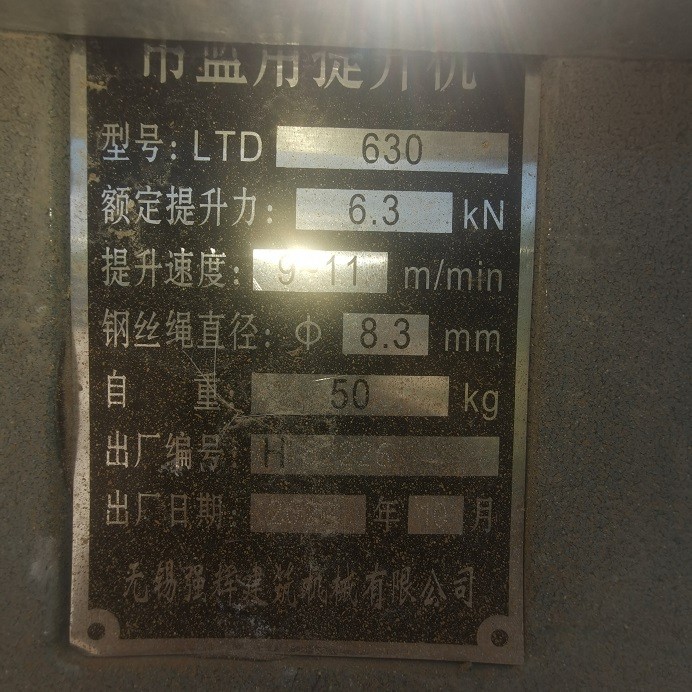 吊篮用提升机
型号: LTD 630
额定提升力: 6.3 kN
提升速度: 9-11 m/min
钢丝绳直径: Φ 8.3 mm
自 重: 50 kg
出厂编号: H
出厂日期: 年 月
无锡强辉建筑机械有限公司